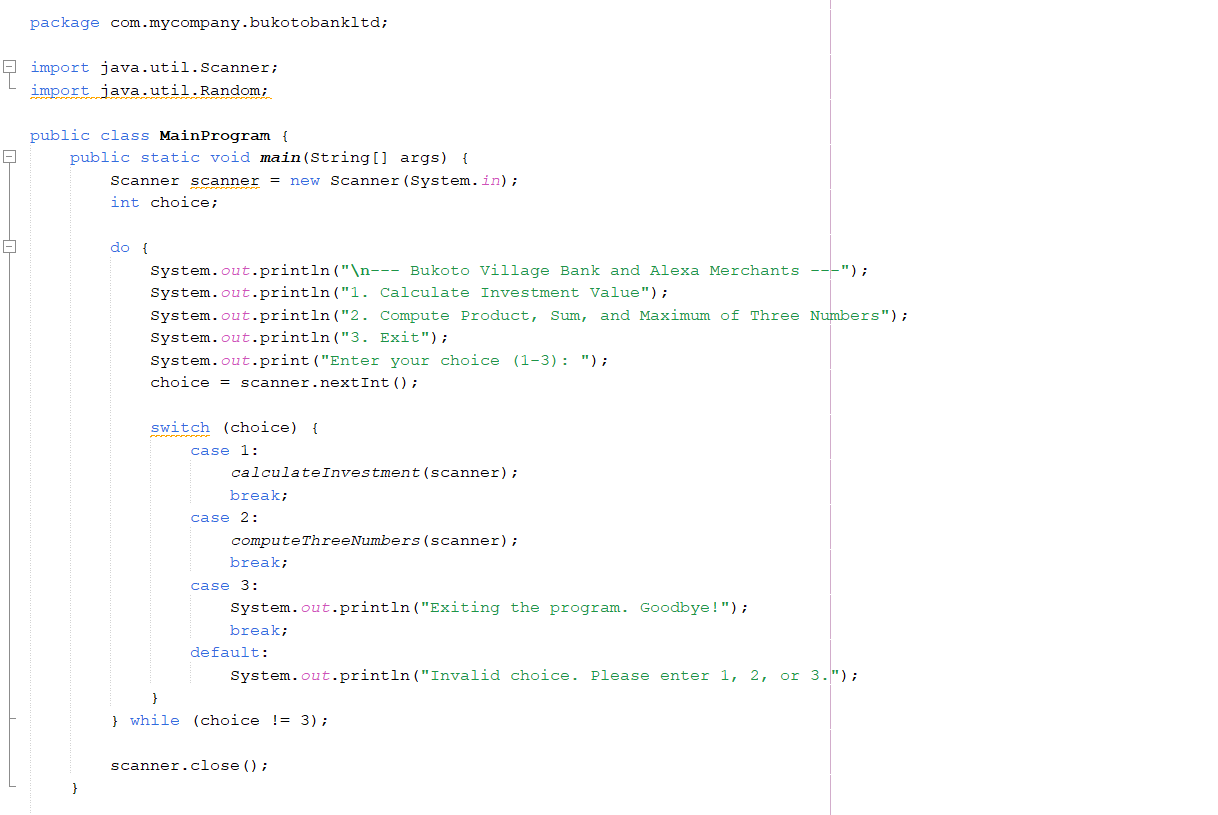 package com.mycompany.bukotobankltd;
import java.util.Scanner;
import java.util.Random;
public class MainProgram {
public static void main(String[] args) {
Scanner scanner = new Scanner(System.in);
int choice;
do {
System.out.println("\n--- Bukoto Village Bank and Alexa Merchants ---");
System.out.println("1. Calculate Investment Value");
System.out.println("2. Compute Product, Sum, and Maximum of Three Numbers");
System.out.println("3. Exit");
System.out.print("Enter your choice (1-3): ");
choice = scanner.nextInt();
switch (choice) {
case 1:
calculateInvestment(scanner);
break;
case 2:
computeThreeNumbers(scanner);
break;
case 3:
System.out.println("Exiting the program. Goodbye!");
break;
default:
System.out.println("Invalid choice. Please enter 1, 2, or 3.");
}
} while (choice != 3);
scanner.close();
}